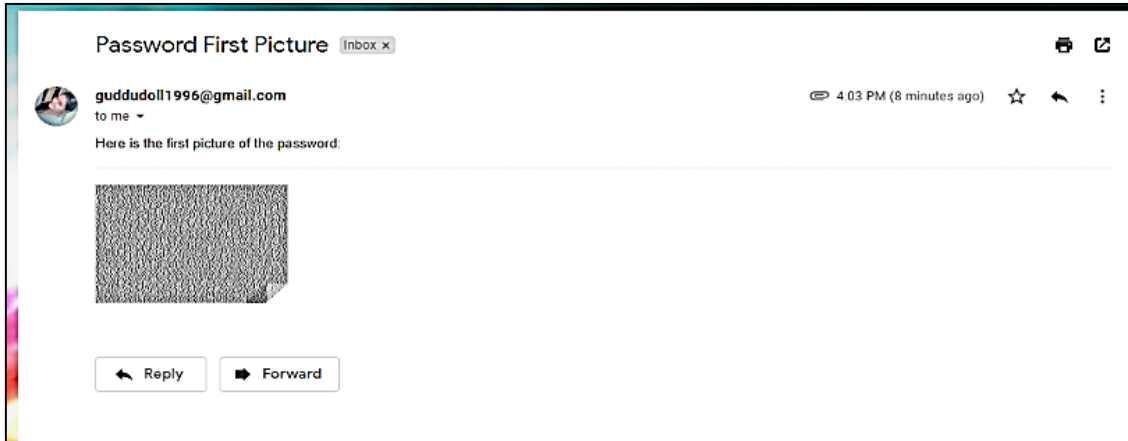 Password First Picture Inbox x
guddudoll1996@gmail.com
4:03 PM (8 minutes ago)
to me
Here is the first picture of the password:
Reply Forward